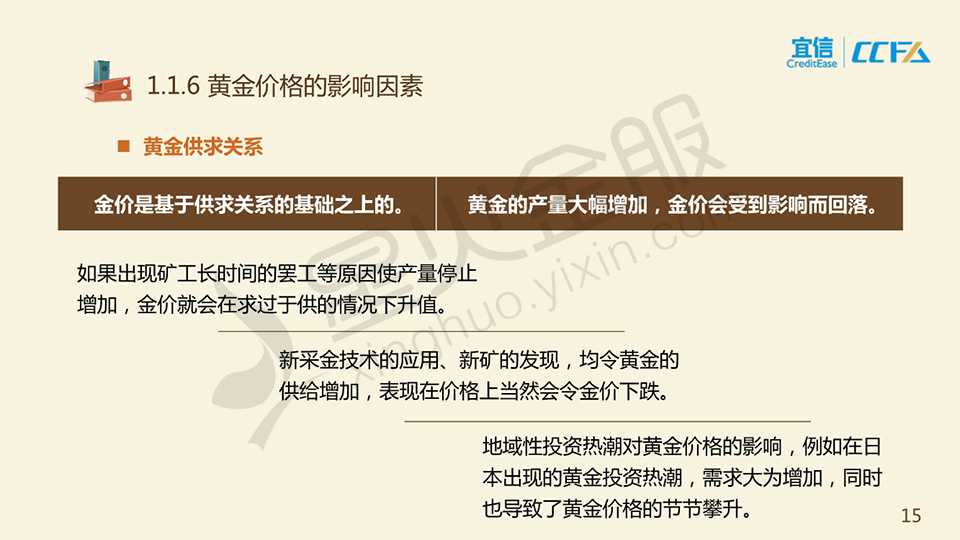 宜信
CreditEase
CCFA
1.1.6 黄金价格的影响因素
黄金供求关系
金价是基于供求关系的基础之上的。
黄金的产量大幅增加，金价会受到影响而回落。
如果出现矿工长时间的罢工等原因使产量停止
增加，金价就会在求过于供的情况下升值。
新采金技术的应用、新矿的发现，均令黄金的
供给增加，表现在价格上当然会令金价下跌。
地域性投资热潮对黄金价格的影响，例如在日
本出现的黄金投资热潮，需求大为增加，同时
也导致了黄金价格的节节攀升。
星火金服
xinghuo.yixin.com
15